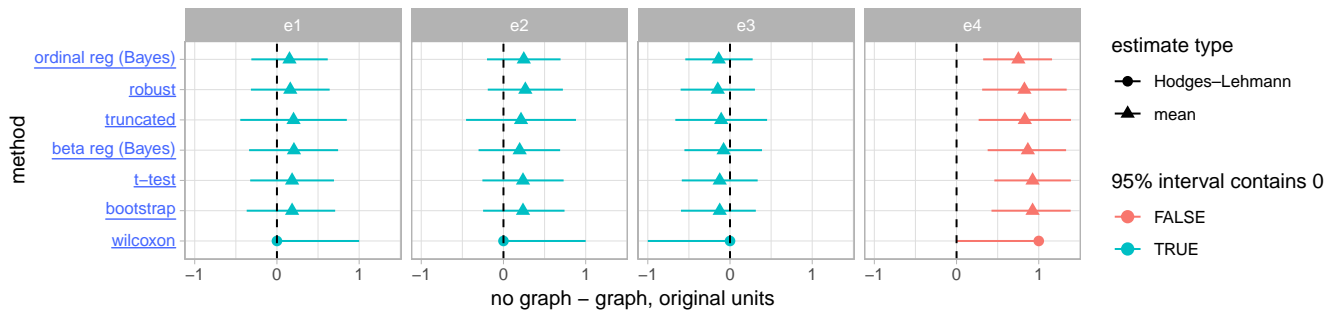 e1 e2 e3 e4
ordinal reg (Bayes)
robust
truncated
beta reg (Bayes)
t−test
bootstrap
wilcoxon
method
−1 0 1 −1 0 1 −1 0 1 −1 0 1
no graph − graph, original units
estimate type
Hodges−Lehmann
mean
95% interval contains 0
FALSE
TRUE